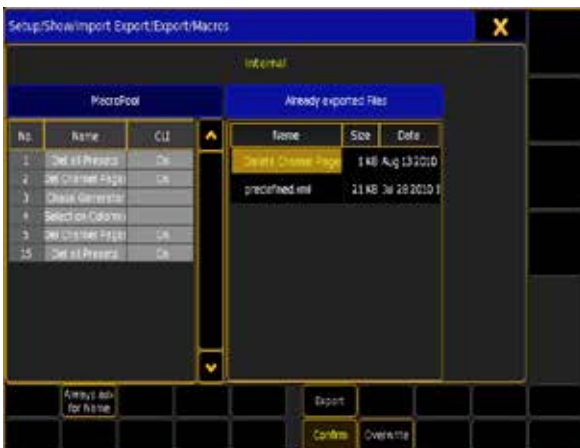 Setup/Show/Import Export/Export/Macros
X
Internal
MacroPool
Already exported Files
No. Name CLI
Name Size Date
1 Del all Presets On
2 Del Channel Pages On
3 Chase Generator
4 Selection Column
5 Del Channel Pages On
15 Del all Presets On
Delete Channel Page 1 KB Aug 13 2010
predefined.xml 21 KB Jul 28 2010
Always ask
for Name
Export
Confirm
Overwrite